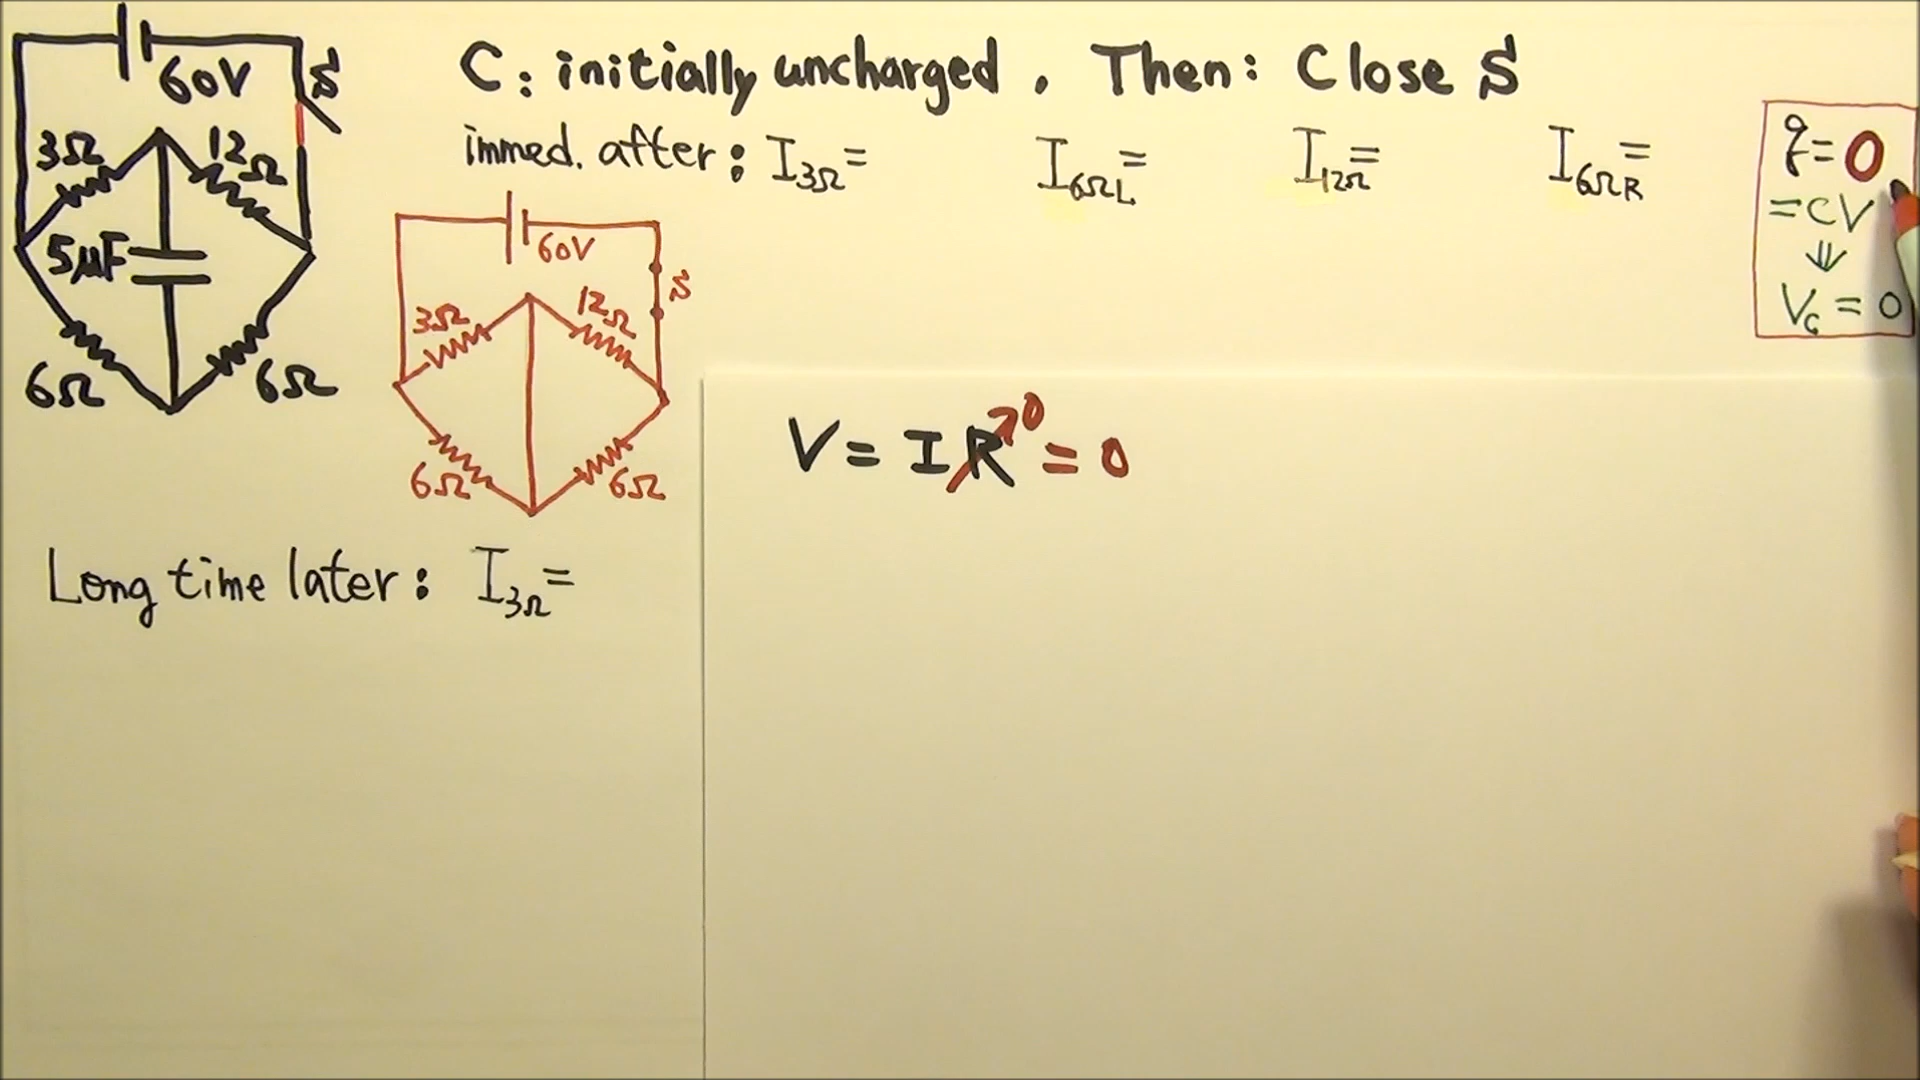 60V
S
3Ω
12Ω
5μF
6Ω
6Ω
C: initially uncharged. Then: Close S
immed. after: I3Ω= I6ΩL= I12Ω= I6ΩR=
q=0
=CV
⇓
Vc=0
60V
S
3Ω
12Ω
6Ω
6Ω
V=IR↗0=0
Long time later: I3Ω=